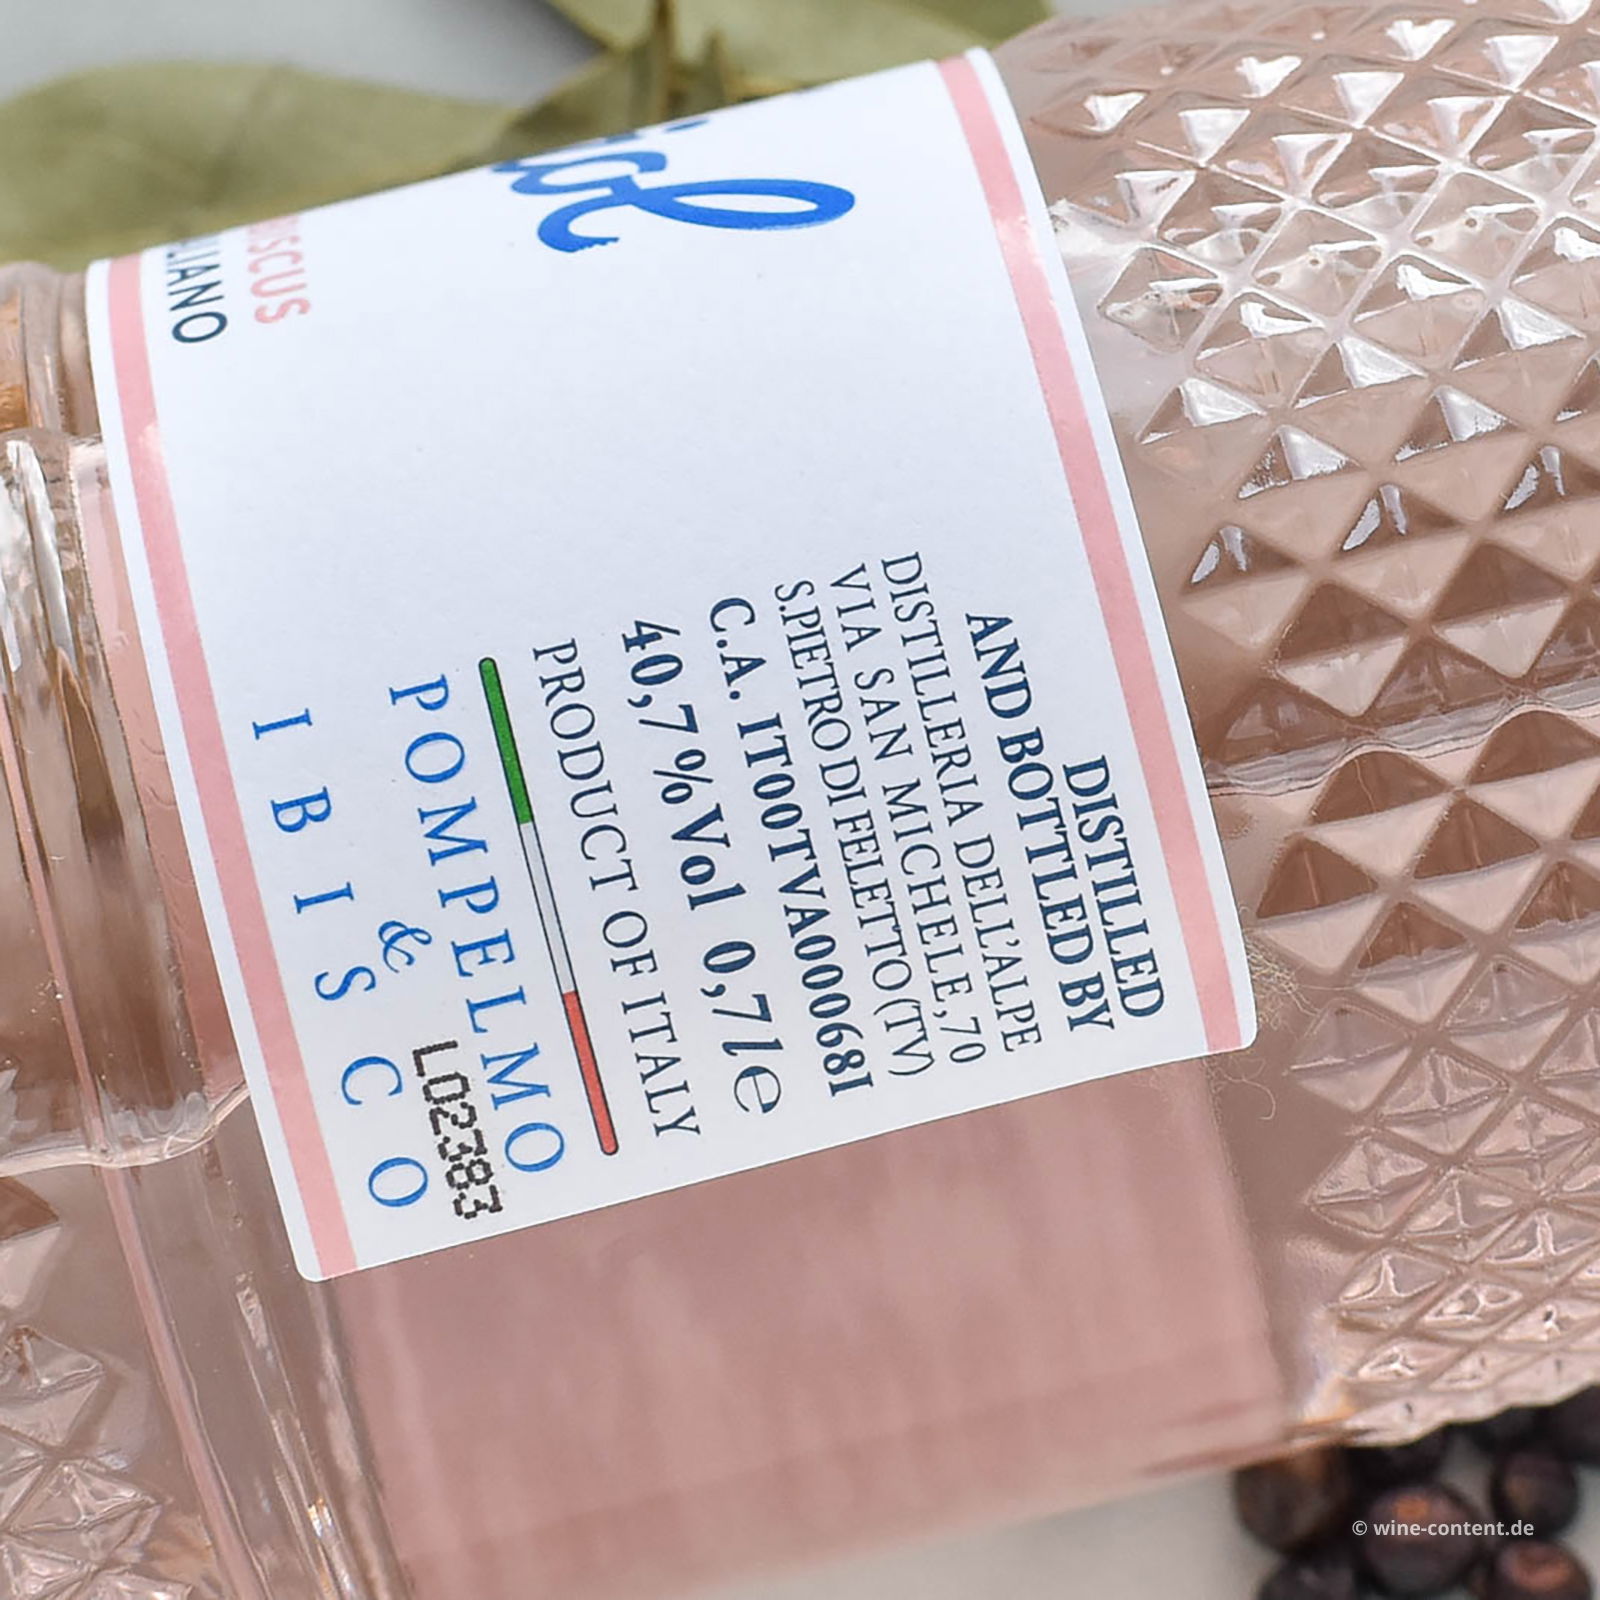 DISTILLED
AND BOTTLED BY
DISTILLERIA DELL'ALPE
VIA SAN MICHELE,70
S.PIETRO DI FELETTO(TV)
C.A. IT00TVA00068I
40,7%Vol 0,7le
PRODUCT OF ITALY
POMPELMO
&
L02383
IBISCO
© wine-content.de